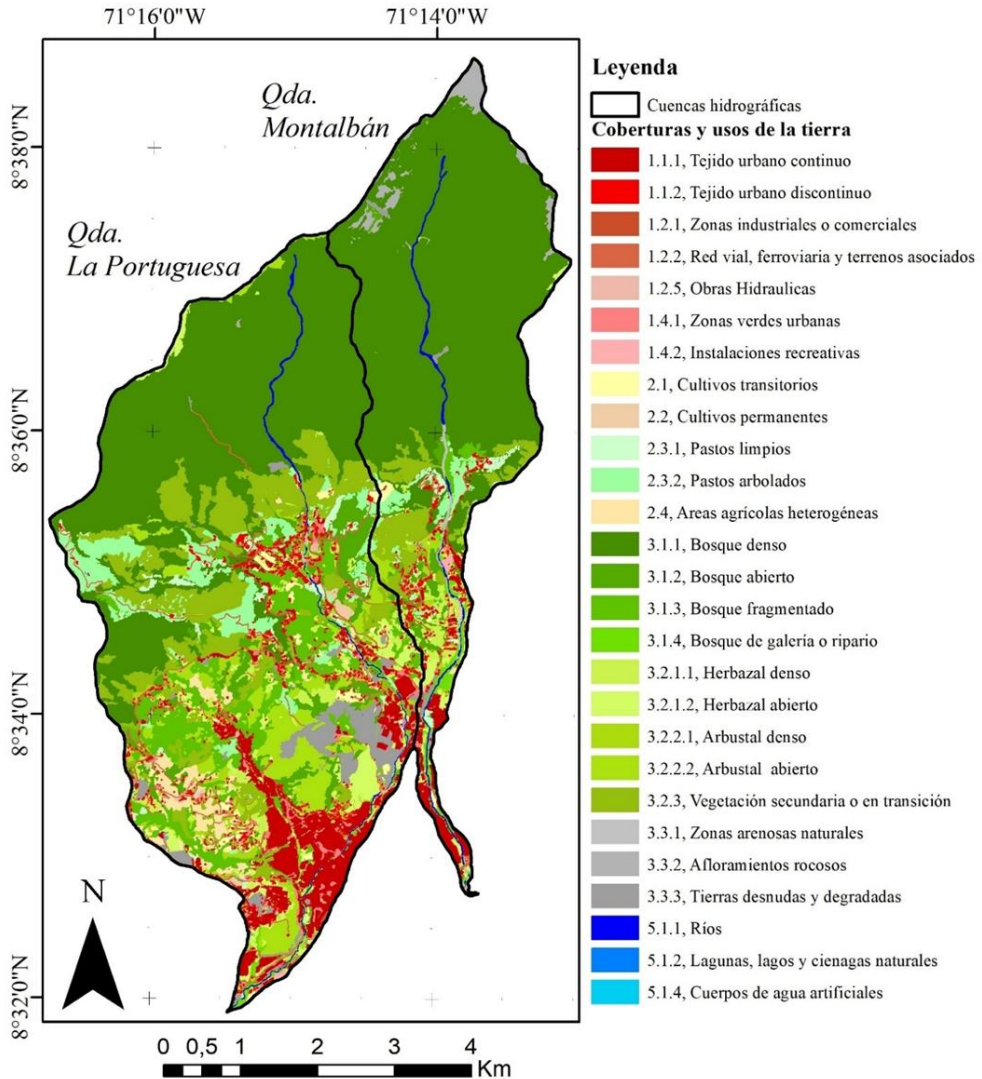 71°16'0"W
71°14'0"W
8°38'0"N
8°36'0"N
8°34'0"N
8°32'0"N
Qda.
Montalbán
Qda.
La Portuguesa
N
0 0,5 1 2 3 4
Km
Leyenda
Cuencas hidrográficas
Coberturas y usos de la tierra
1.1.1, Tejido urbano continuo
1.1.2, Tejido urbano discontinuo
1.2.1, Zonas industriales o comerciales
1.2.2, Red vial, ferroviaria y terrenos asociados
1.2.5, Obras Hidraulicas
1.4.1, Zonas verdes urbanas
1.4.2, Instalaciones recreativas
2.1, Cultivos transitorios
2.2, Cultivos permanentes
2.3.1, Pastos limpios
2.3.2, Pastos arbolados
2.4, Areas agrícolas heterogéneas
3.1.1, Bosque denso
3.1.2, Bosque abierto
3.1.3, Bosque fragmentado
3.1.4, Bosque de galería o ripario
3.2.1.1, Herbazal denso
3.2.1.2, Herbazal abierto
3.2.2.1, Arbustal denso
3.2.2.2, Arbustal abierto
3.2.3, Vegetación secundaria o en transición
3.3.1, Zonas arenosas naturales
3.3.2, Afloramientos rocosos
3.3.3, Tierras desnudas y degradadas
5.1.1, Ríos
5.1.2, Lagunas, lagos y cienagas naturales
5.1.4, Cuerpos de agua artificiales